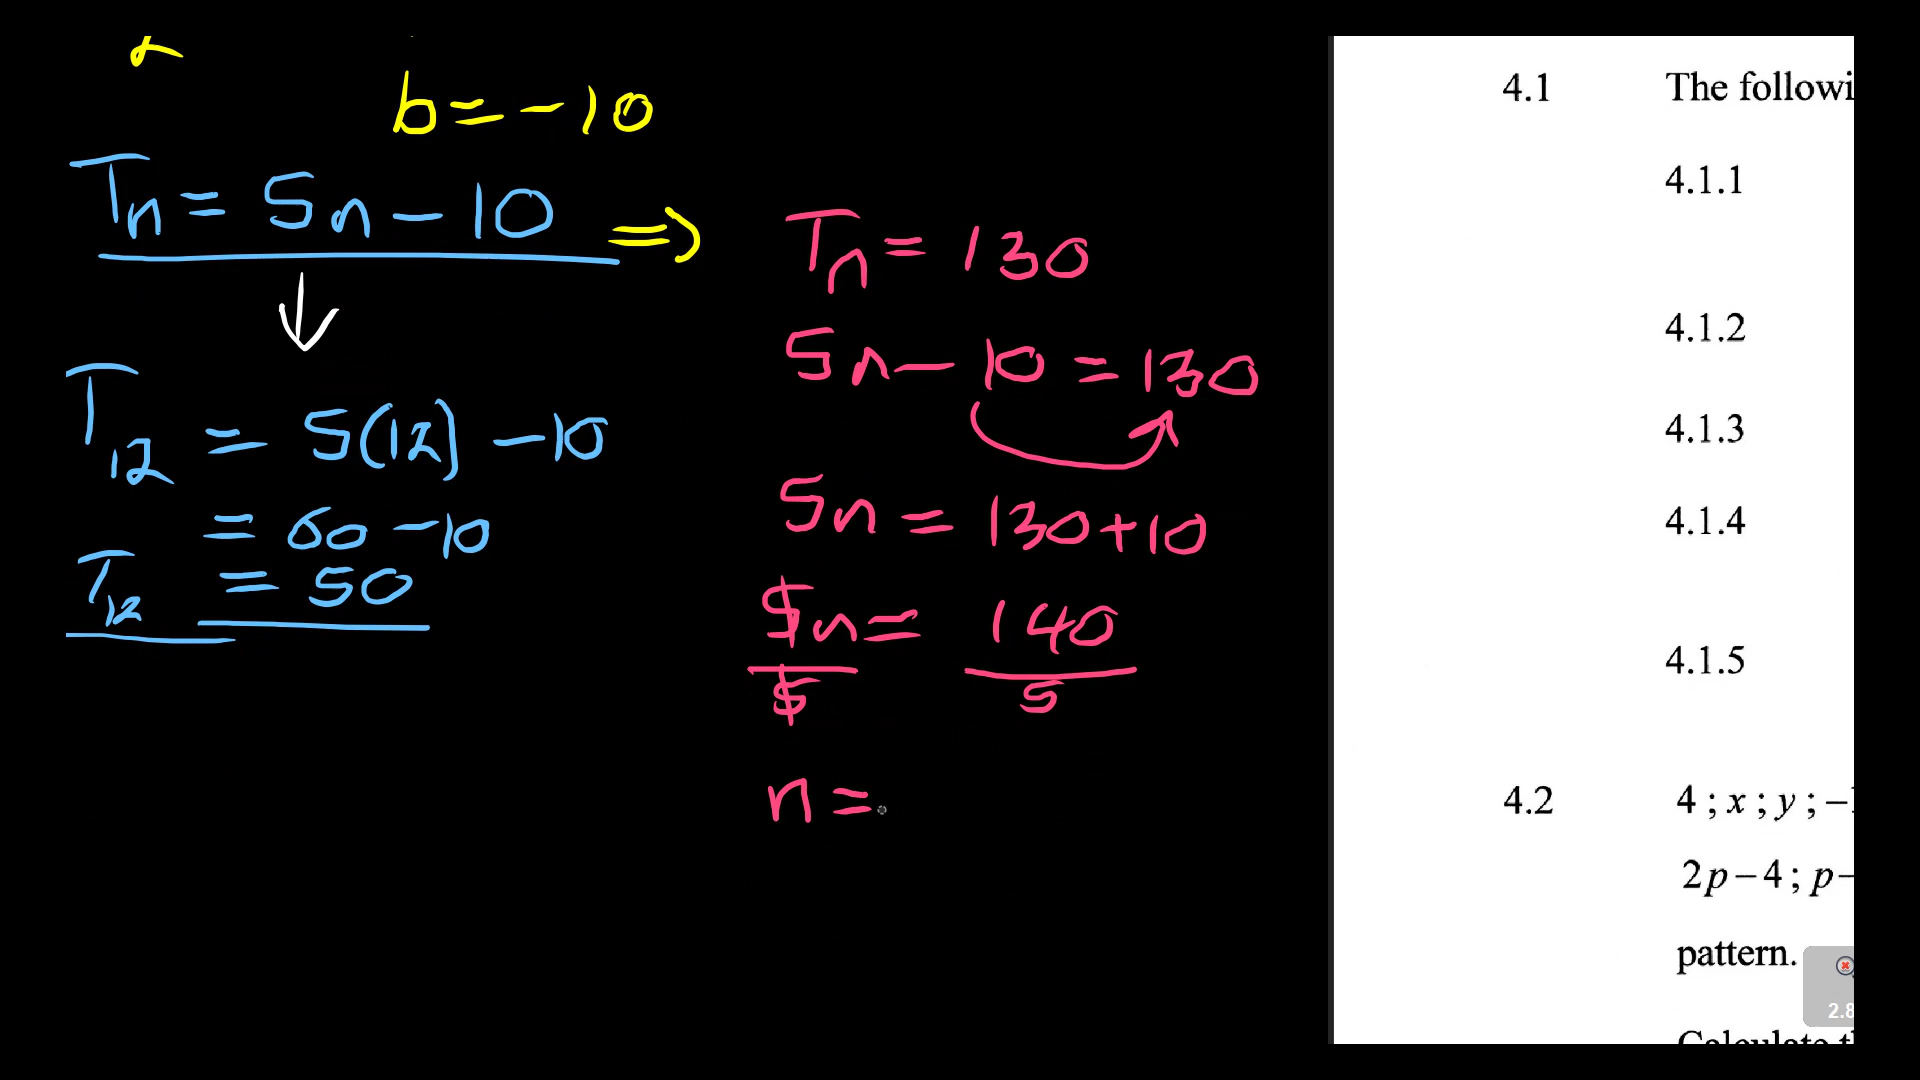 b = -10
Tn = 5n - 10 ⇒
T12 = 5(12) - 10
= 60 - 10
T12 = 50
Tn = 130
5n - 10 = 130
5n = 130 + 10
5n = 140
5 5
n =
4.1 The followi
4.1.1
4.1.2
4.1.3
4.1.4
4.1.5
4.2 4 ; x ; y ; –
2p – 4 ; p –
pattern.
2.8